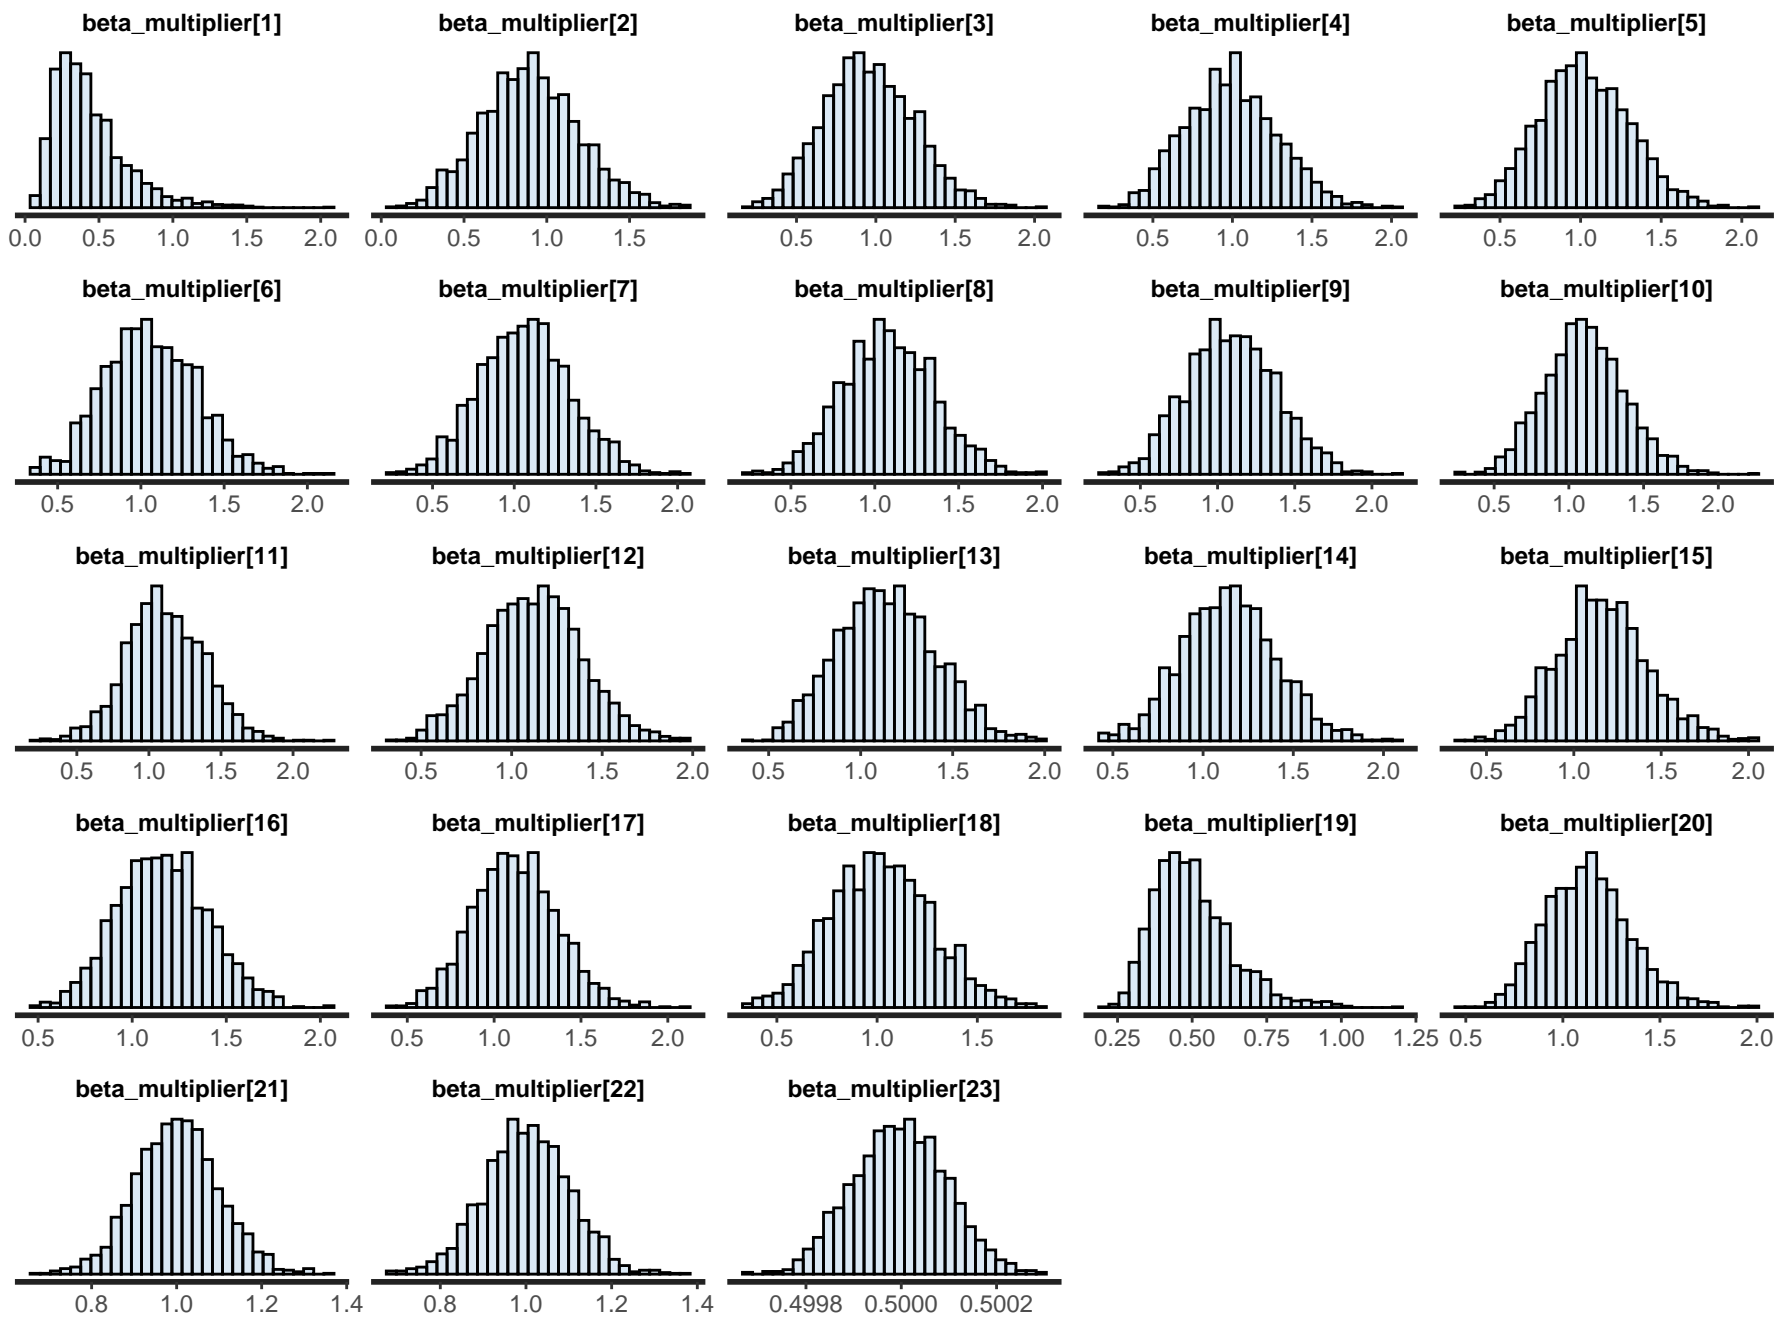 beta_multiplier[1] beta_multiplier[2] beta_multiplier[3] beta_multiplier[4] beta_multiplier[5]
0.0 0.5 1.0 1.5 2.0 0.0 0.5 1.0 1.5 0.5 1.0 1.5 2.0 0.5 1.0 1.5 2.0 0.5 1.0 1.5 2.0
beta_multiplier[6] beta_multiplier[7] beta_multiplier[8] beta_multiplier[9] beta_multiplier[10]
0.5 1.0 1.5 2.0 0.5 1.0 1.5 2.0 0.5 1.0 1.5 2.0 0.5 1.0 1.5 2.0 0.5 1.0 1.5 2.0
beta_multiplier[11] beta_multiplier[12] beta_multiplier[13] beta_multiplier[14] beta_multiplier[15]
0.5 1.0 1.5 2.0 0.5 1.0 1.5 2.0 0.5 1.0 1.5 2.0 0.5 1.0 1.5 2.0 0.5 1.0 1.5 2.0
beta_multiplier[16] beta_multiplier[17] beta_multiplier[18] beta_multiplier[19] beta_multiplier[20]
0.5 1.0 1.5 2.0 0.5 1.0 1.5 2.0 0.5 1.0 1.5 0.25 0.50 0.75 1.00 1.25 0.5 1.0 1.5 2.0
beta_multiplier[21] beta_multiplier[22] beta_multiplier[23]
0.8 1.0 1.2 1.4 0.8 1.0 1.2 1.4 0.4998 0.5000 0.5002